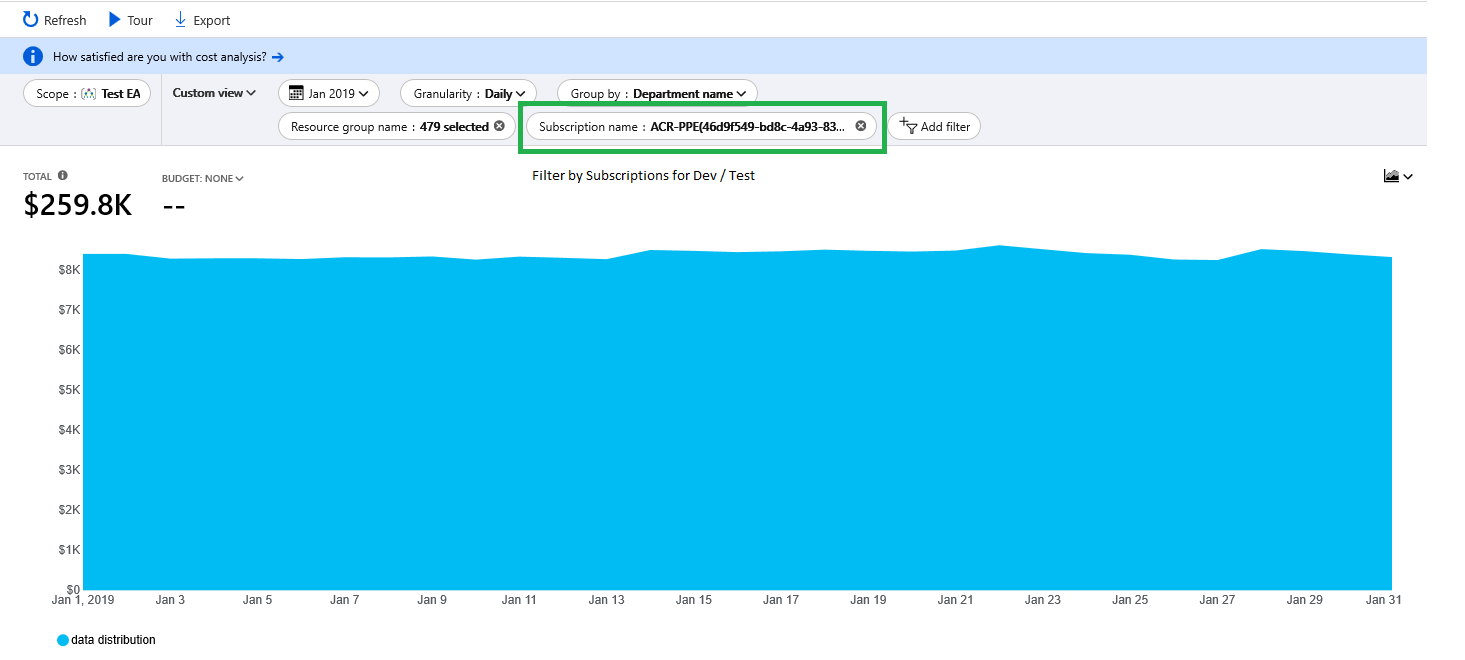 Refresh Tour Export
How satisfied are you with cost analysis?
Scope : Test EA Custom view Jan 2019 Granularity : Daily Group by : Department name
Resource group name : 479 selected Subscription name : ACR-PPE(46d9f549-bd8c-4a93-83... Add filter
TOTAL BUDGET: NONE Filter by Subscriptions for Dev / Test
$259.8K --
$8K
$7K
$6K
$5K
$4K
$3K
$2K
$1K
$0
Jan 1, 2019 Jan 3 Jan 5 Jan 7 Jan 9 Jan 11 Jan 13 Jan 15 Jan 17 Jan 19 Jan 21 Jan 23 Jan 25 Jan 27 Jan 29 Jan 31
data distribution